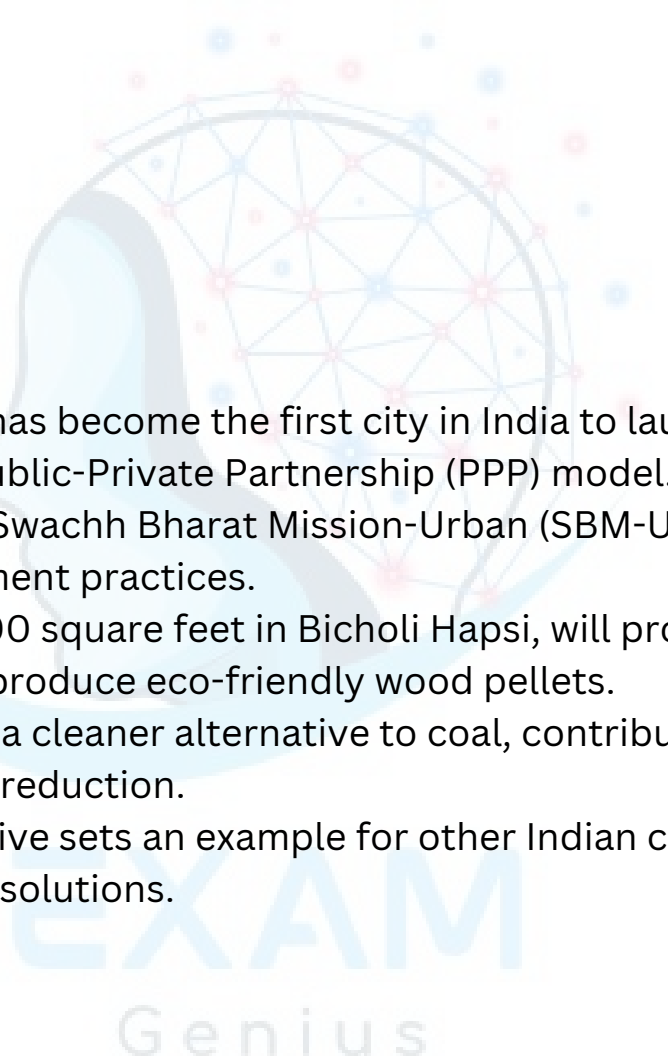 has become the first city in India to lau
ublic-Private Partnership (PPP) model.
Swachh Bharat Mission-Urban (SBM-U
ment practices.
00 square feet in Bicholi Hapsi, will pro
produce eco-friendly wood pellets.
a cleaner alternative to coal, contribu
reduction.
ive sets an example for other Indian c
solutions.
EXAM
Genius